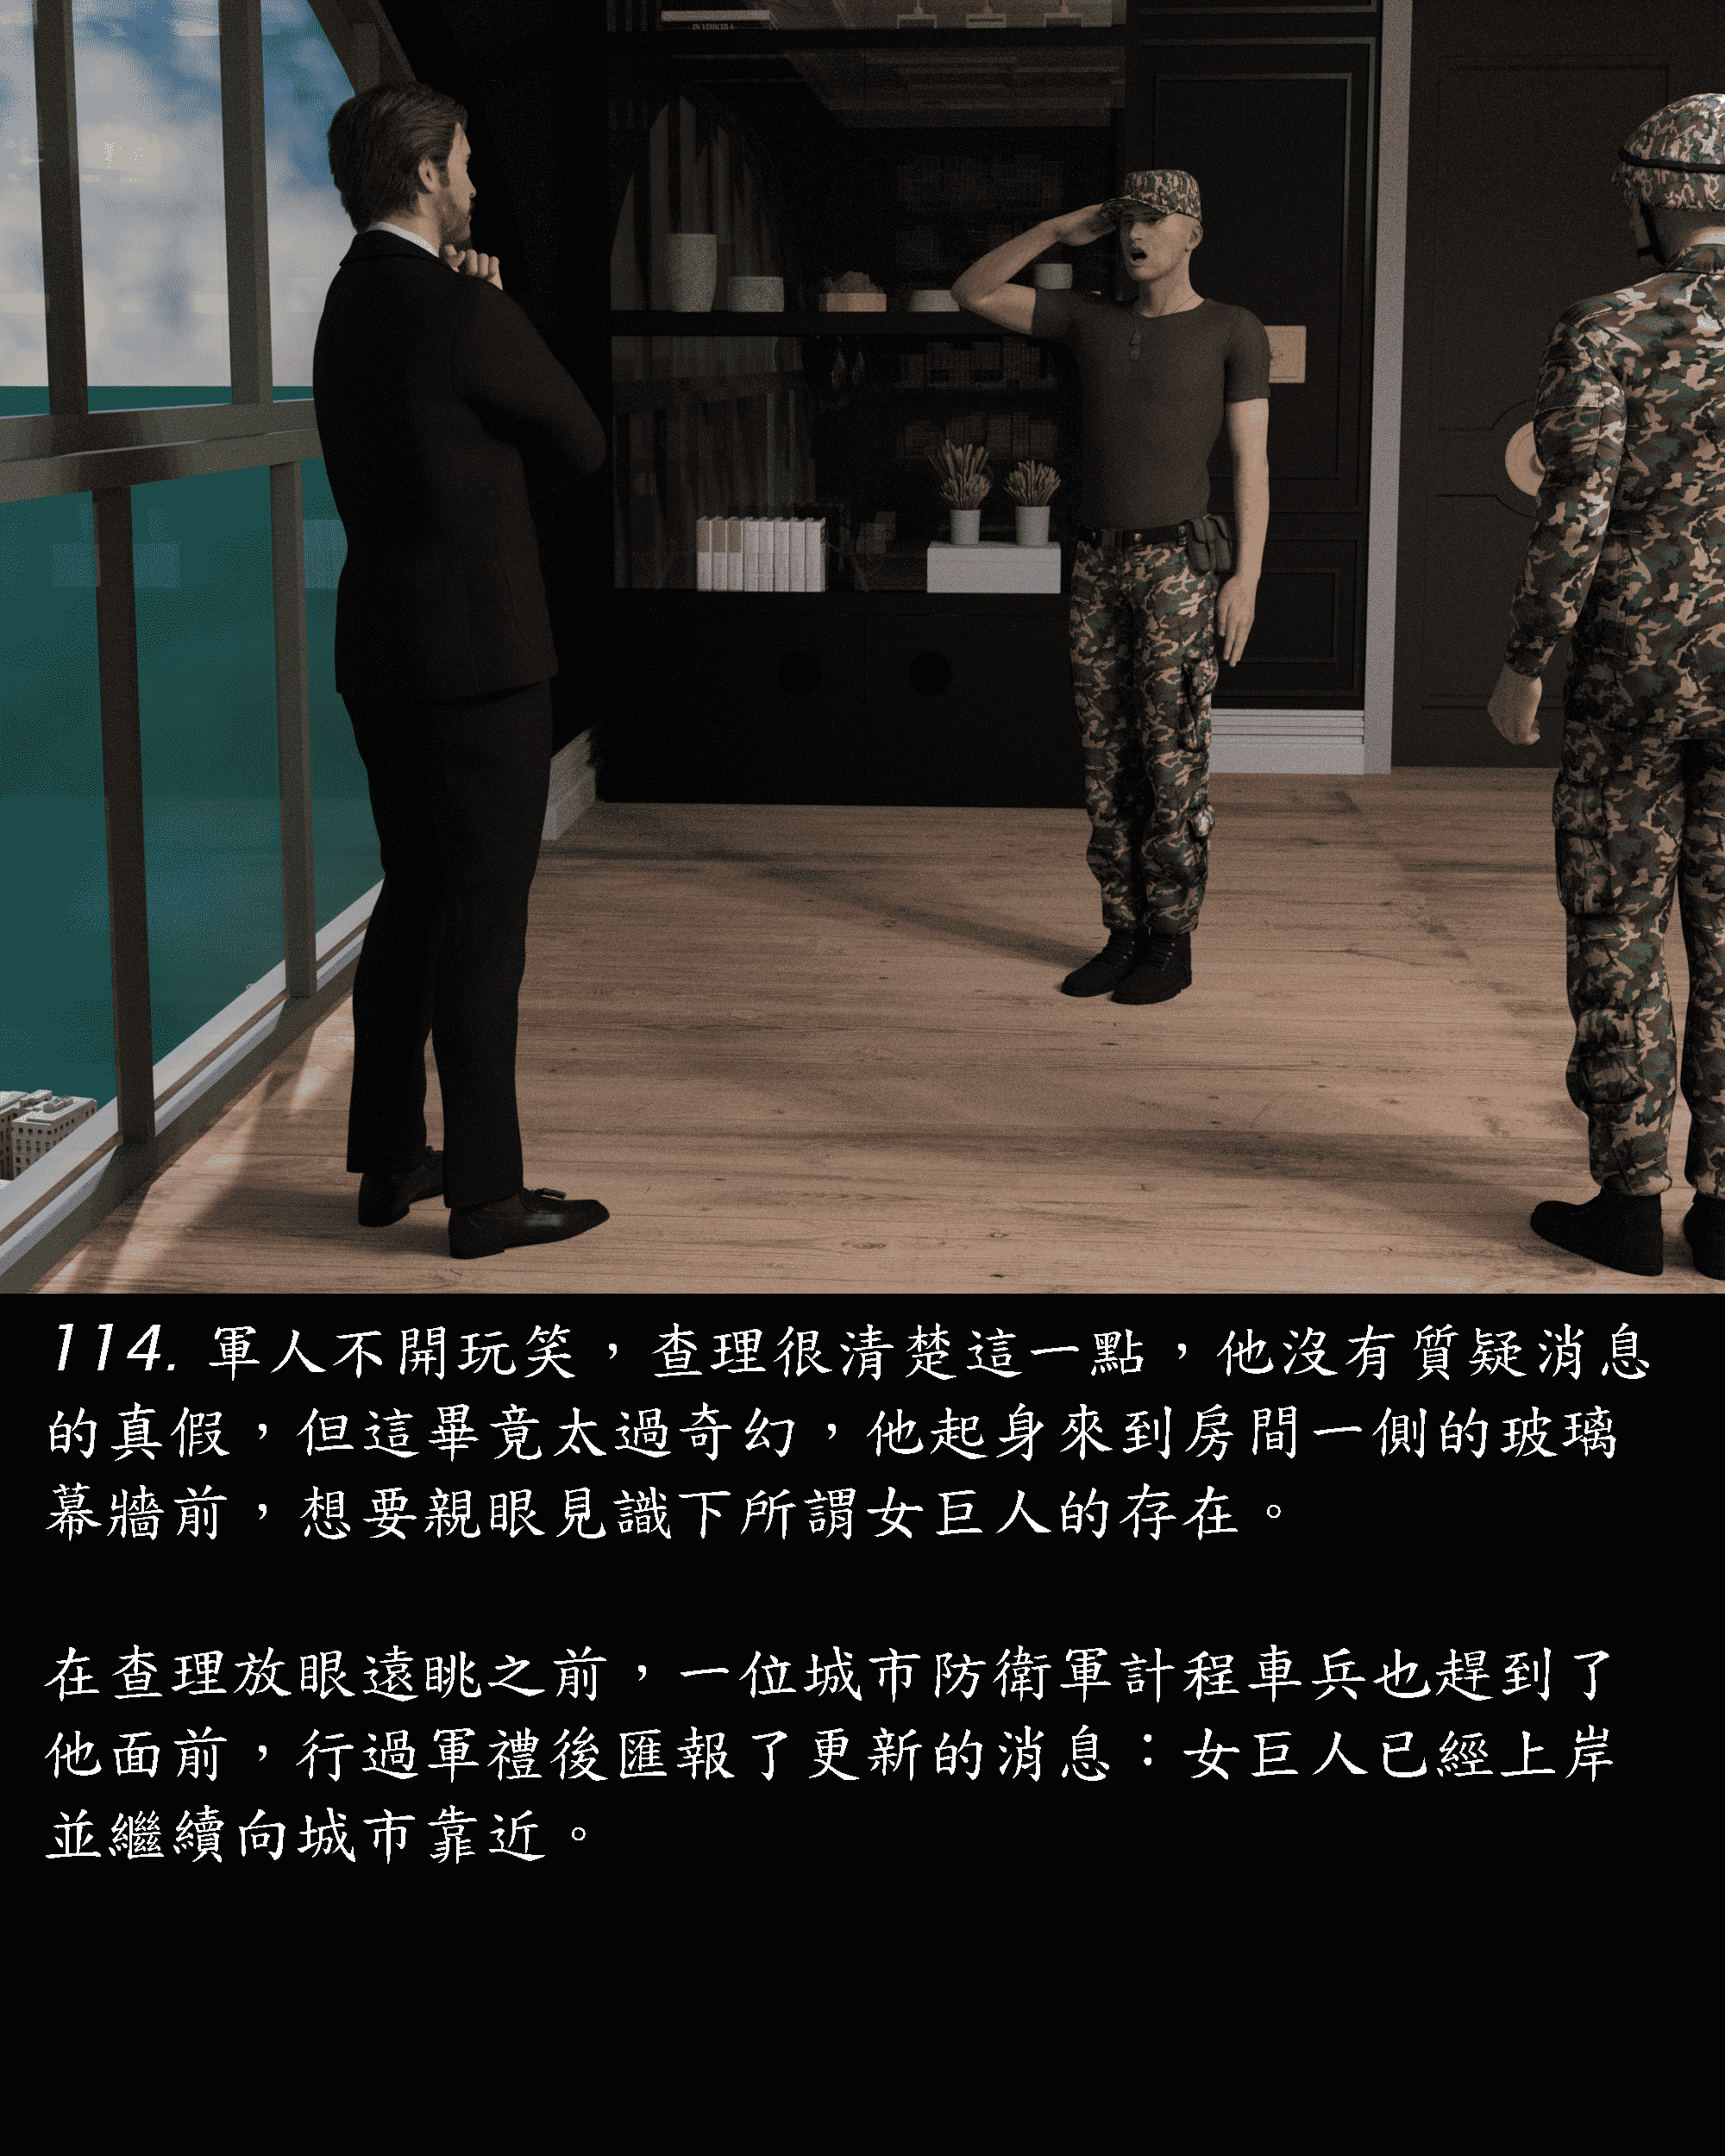 114. 軍人不開玩笑，查理很清楚這一點，他沒有質疑消息
的真假，但這畢竟太過奇幻，他起身來到房間一側的玻璃
幕牆前，想要親眼見識下所謂女巨人的存在。
在查理放眼遠眺之前，一位城市防衛軍計程車兵也趕到了
他面前，行過軍禮後匯報了更新的消息：女巨人已經上岸
並繼續向城市靠近。